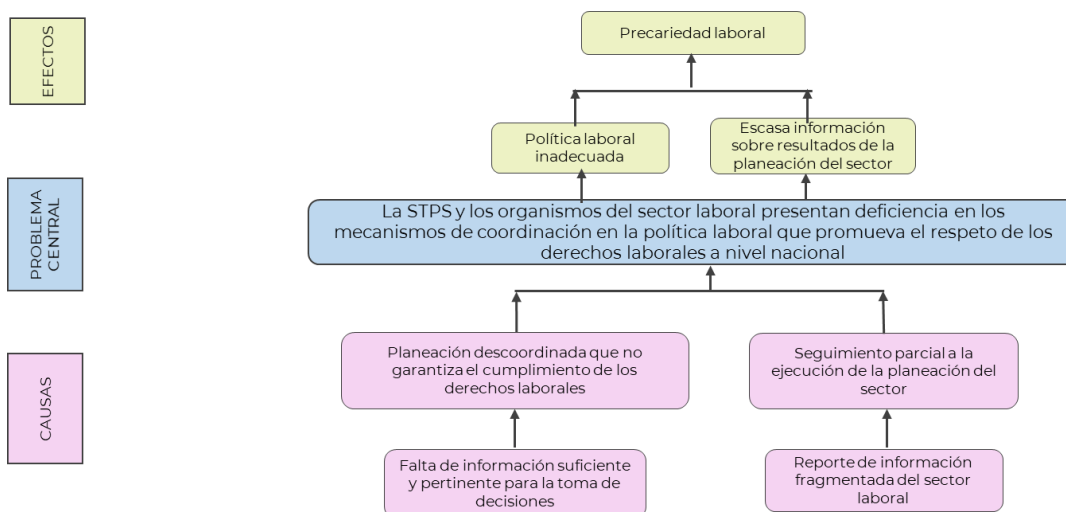 EFECTOS
Precariedad laboral
Política laboral
inadecuada
Escasa información
sobre resultados de la
planeación del sector
PROBLEMA
CENTRAL
La STPS y los organismos del sector laboral presentan deficiencia en los
mecanismos de coordinación en la política laboral que promueva el respeto de los
derechos laborales a nivel nacional
CAUSAS
Planeación descoordinada que no
garantiza el cumplimiento de los
derechos laborales
Seguimiento parcial a la
ejecución de la planeación del
sector
Falta de información suficiente
y pertinente para la toma de
decisiones
Reporte de información
fragmentada del sector
laboral